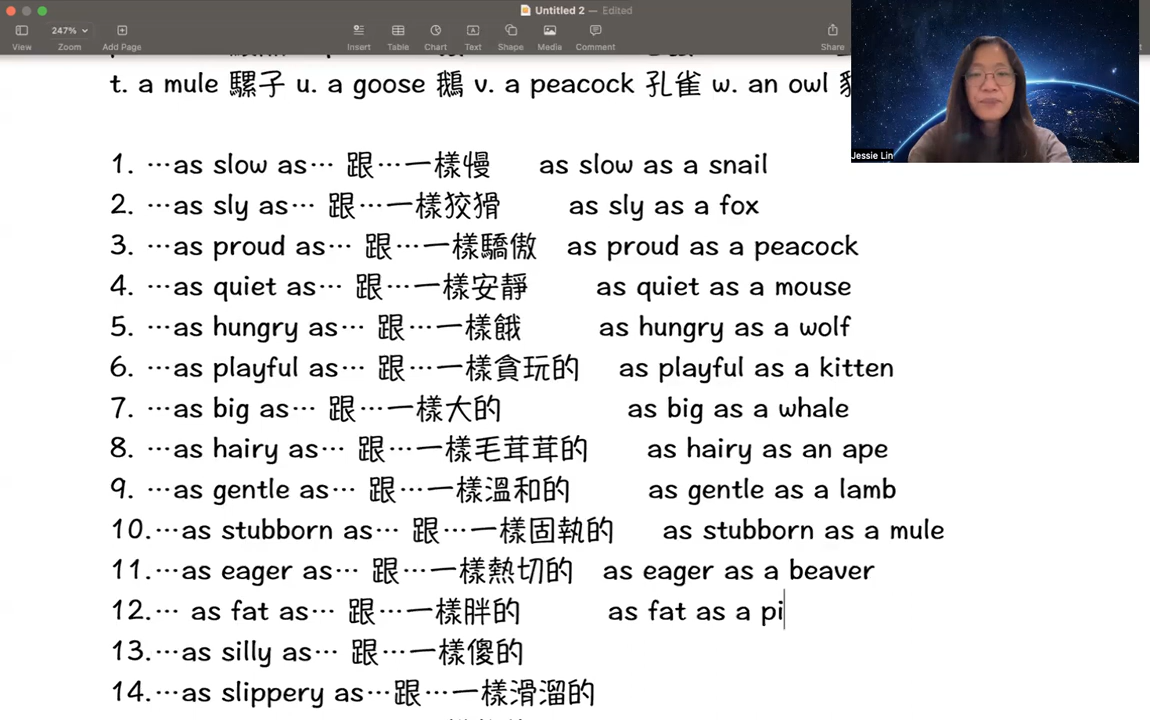 Untitled 2 — Edited
247%
View Zoom Add Page Insert Table Chart Text Shape Media Comment Share
t. a mule 騾子 u. a goose 鵝 v. a peacock 孔雀 w. an owl
Jessie Lin
1. …as slow as… 跟…一樣慢 as slow as a snail
2. …as sly as… 跟…一樣狡猾 as sly as a fox
3. …as proud as… 跟…一樣驕傲 as proud as a peacock
4. …as quiet as… 跟…一樣安靜 as quiet as a mouse
5. …as hungry as… 跟…一樣餓 as hungry as a wolf
6. …as playful as… 跟…一樣貪玩的 as playful as a kitten
7. …as big as… 跟…一樣大的 as big as a whale
8. …as hairy as… 跟…一樣毛茸茸的 as hairy as an ape
9. …as gentle as… 跟…一樣溫和的 as gentle as a lamb
10.…as stubborn as… 跟…一樣固執的 as stubborn as a mule
11.…as eager as… 跟…一樣熱切的 as eager as a beaver
12.… as fat as… 跟…一樣胖的 as fat as a pi
13.…as silly as… 跟…一樣傻的
14.…as slippery as…跟…一樣滑溜的